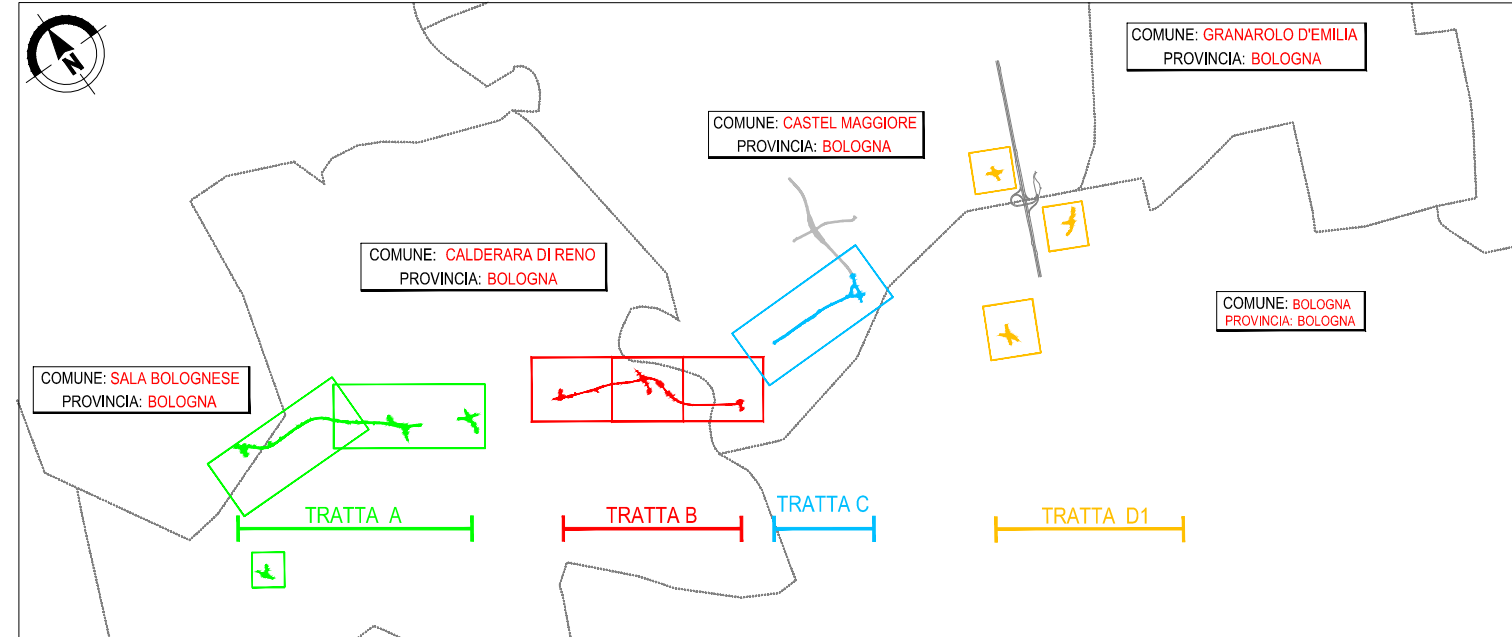 N
COMUNE: GRANAROLO D'EMILIA
PROVINCIA: BOLOGNA
COMUNE: CASTEL MAGGIORE
PROVINCIA: BOLOGNA
COMUNE: CALDERARA DI RENO
PROVINCIA: BOLOGNA
COMUNE: BOLOGNA
PROVINCIA: BOLOGNA
COMUNE: SALA BOLOGNESE
PROVINCIA: BOLOGNA
TRATTA A
TRATTA B
TRATTA C
TRATTA D1